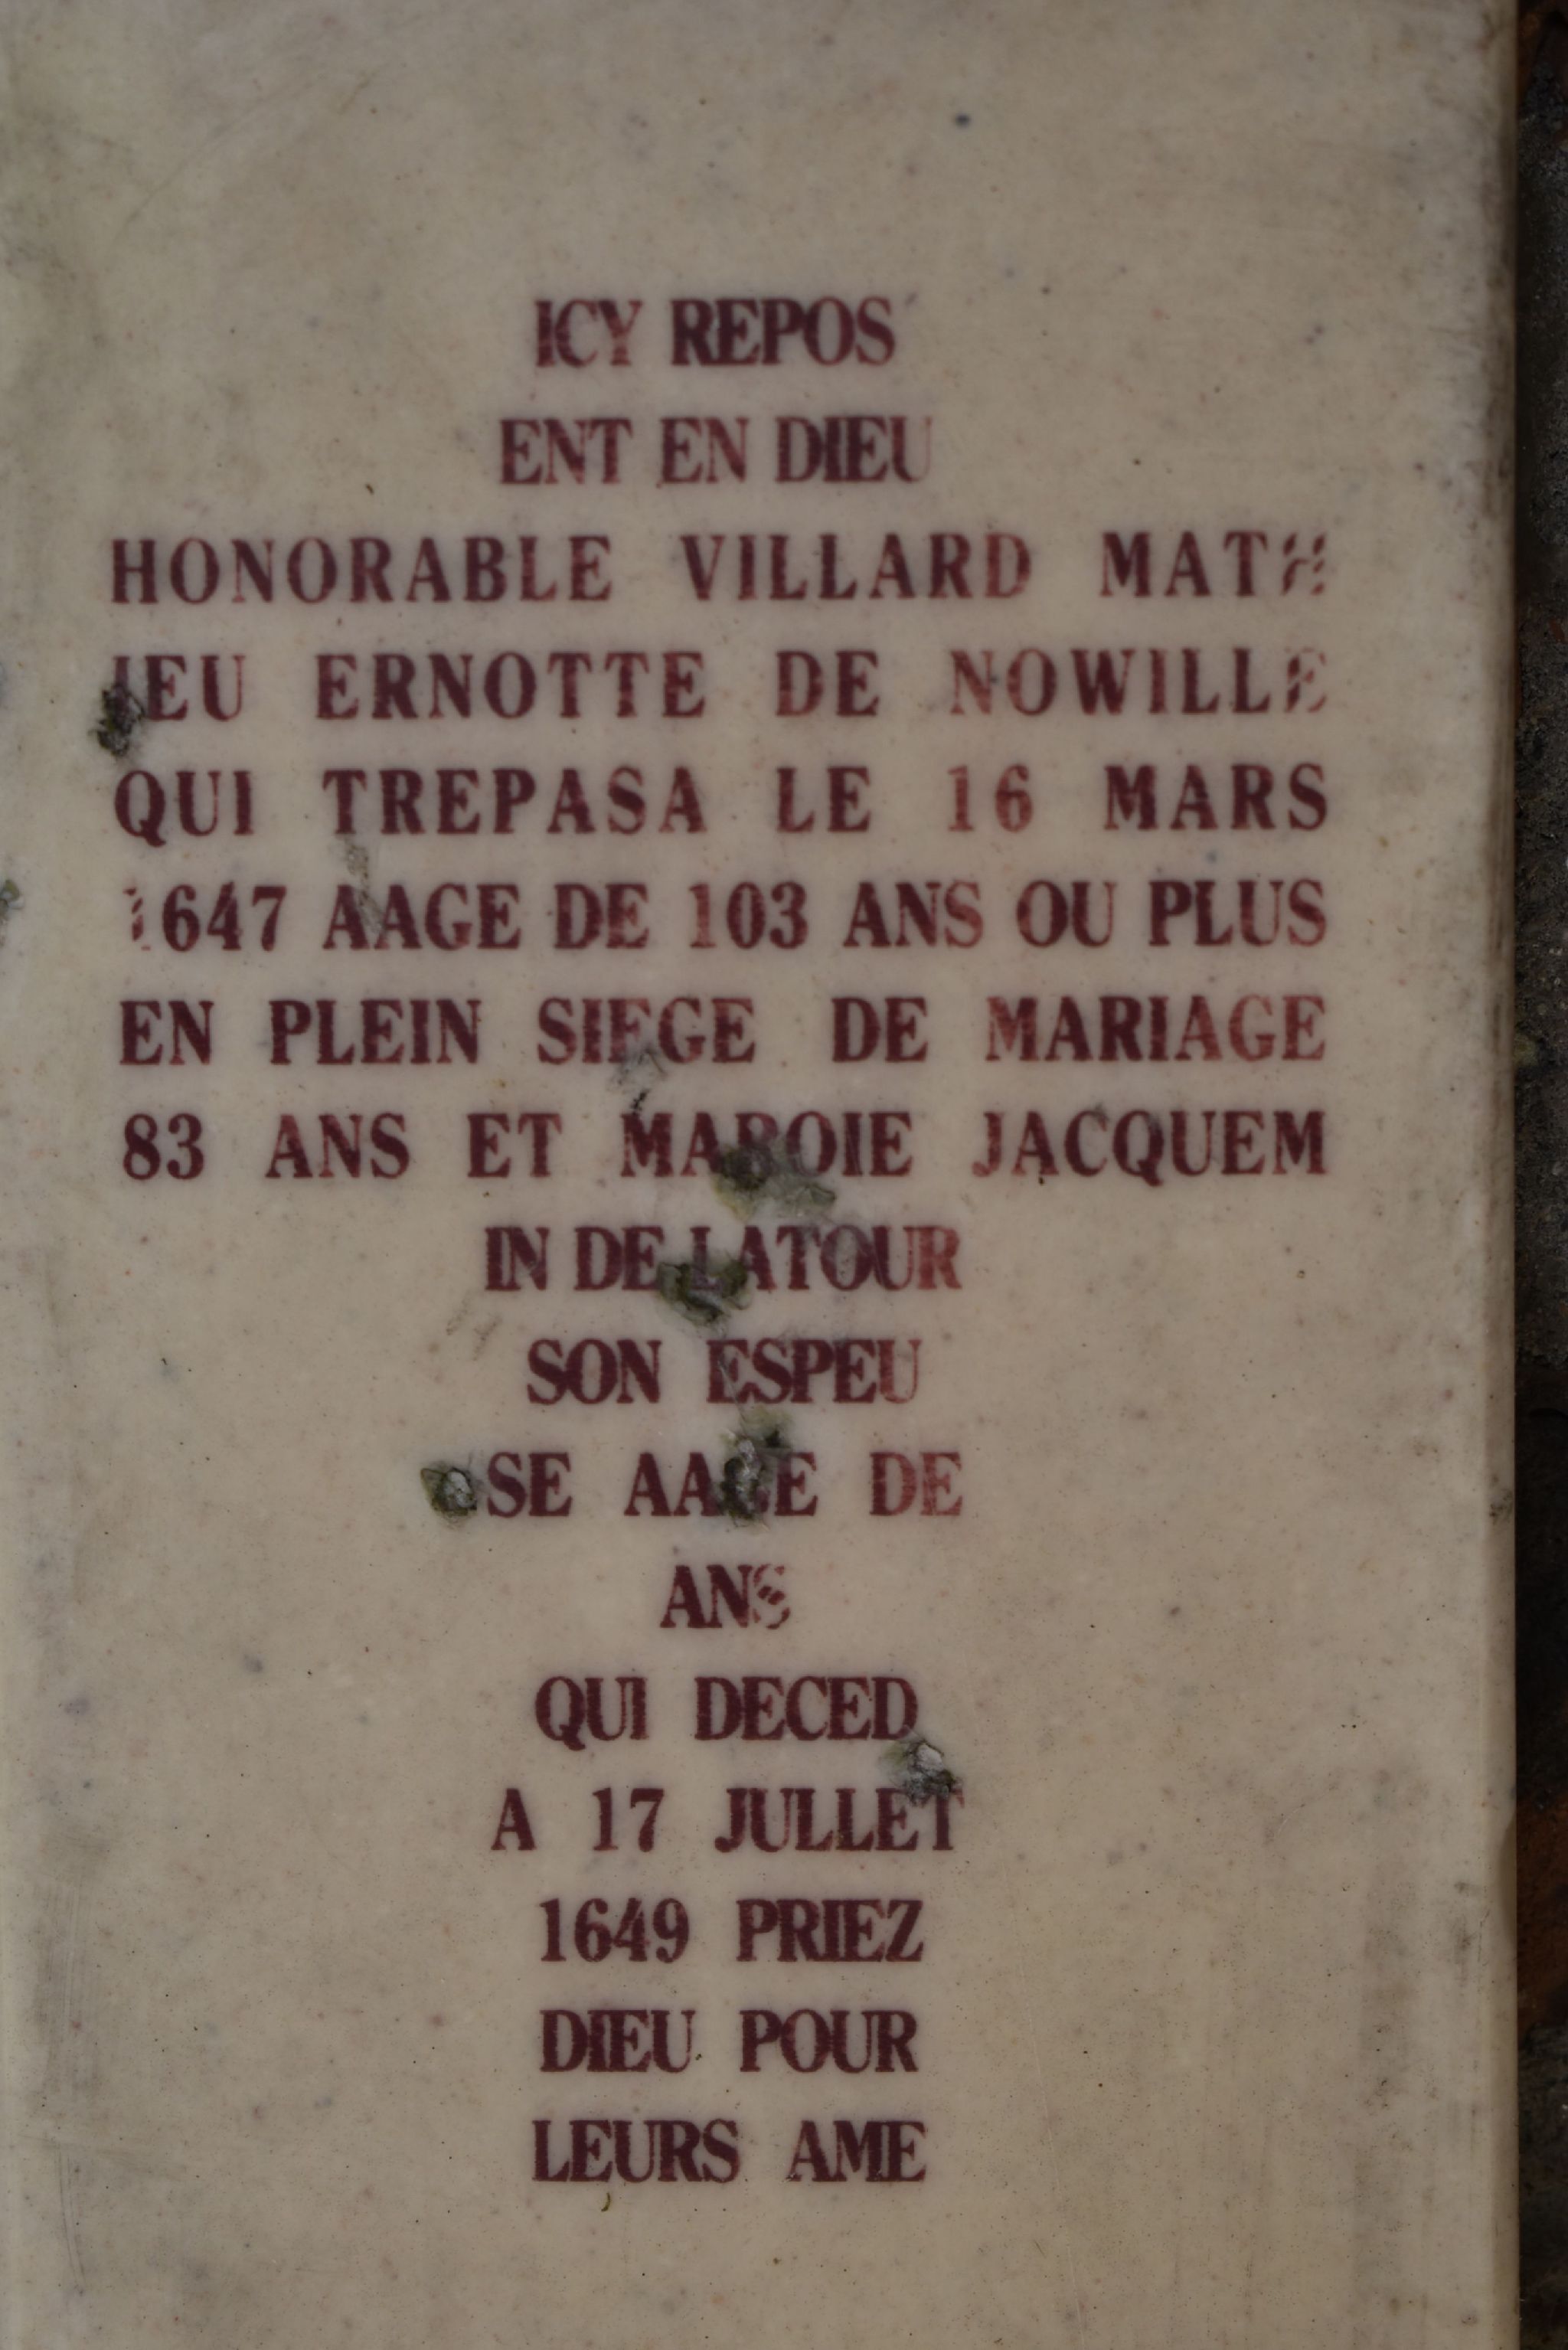 ICY REPOS
ENT EN DIEU
HONORABLE VILLARD MATH
IEU ERNOTTE DE NOWILLE
QUI TREPASA LE 16 MARS
1647 AAGE DE 103 ANS OU PLUS
EN PLEIN SIEGE DE MARIAGE
83 ANS ET MAROIE JACQUEM
IN DE LATOUR
SON ESPEU
SE AAGE DE
ANS
QUI DECED
A 17 JULLET
1649 PRIEZ
DIEU POUR
LEURS AME